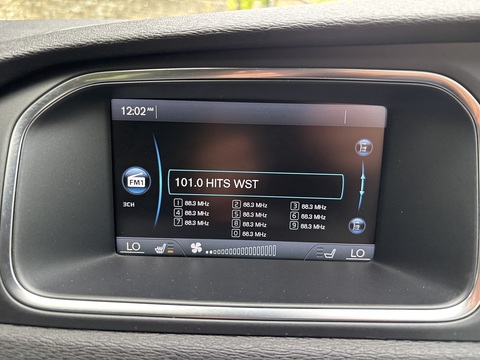 12:02 AM
FM1
101.0 HITS WST
3CH
1 88.3 MHz 2 88.3 MHz 3 88.3 MHz
4 88.3 MHz 5 88.3 MHz 6 88.3 MHz
7 88.3 MHz 8 88.3 MHz 9 88.3 MHz
0 88.3 MHz
LO LO